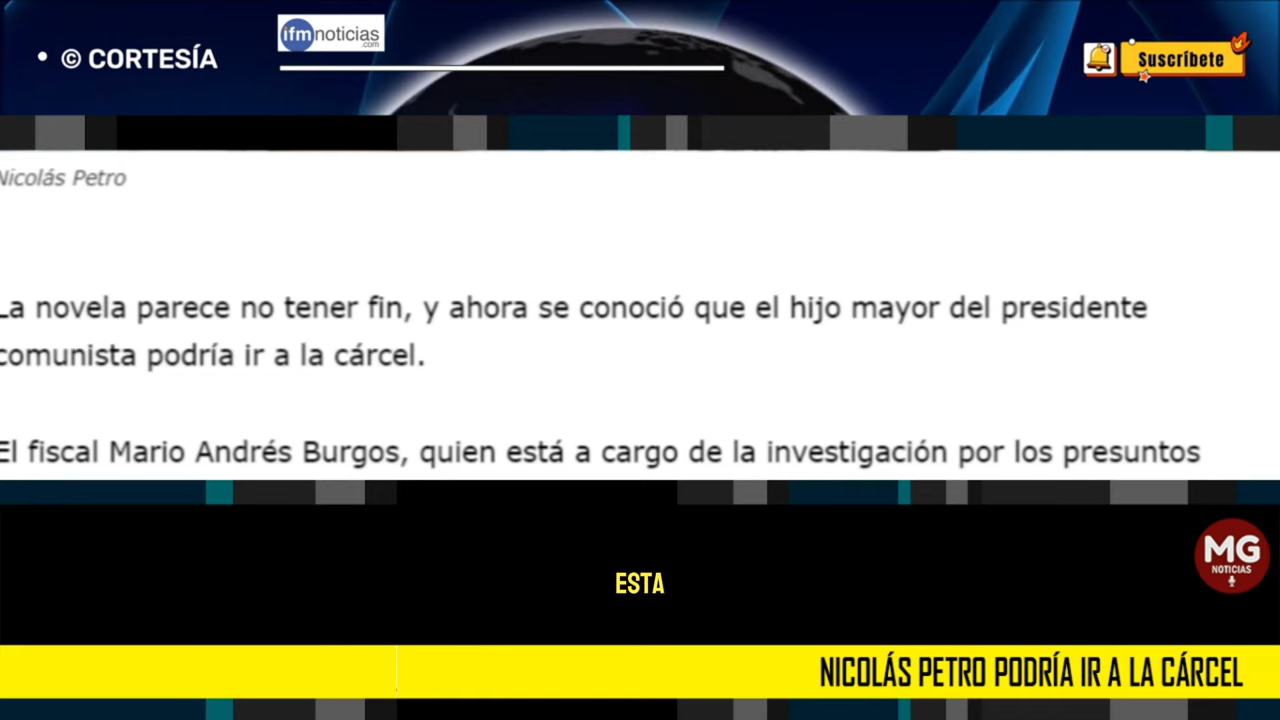 • © CORTESÍA
ifmnoticias
.com
Suscríbete
Nicolás Petro
La novela parece no tener fin, y ahora se conoció que el hijo mayor del presidente
comunista podría ir a la cárcel.
El fiscal Mario Andrés Burgos, quien está a cargo de la investigación por los presuntos
MG
NOTICIAS
ESTA
NICOLÁS PETRO PODRÍA IR A LA CÁRCEL